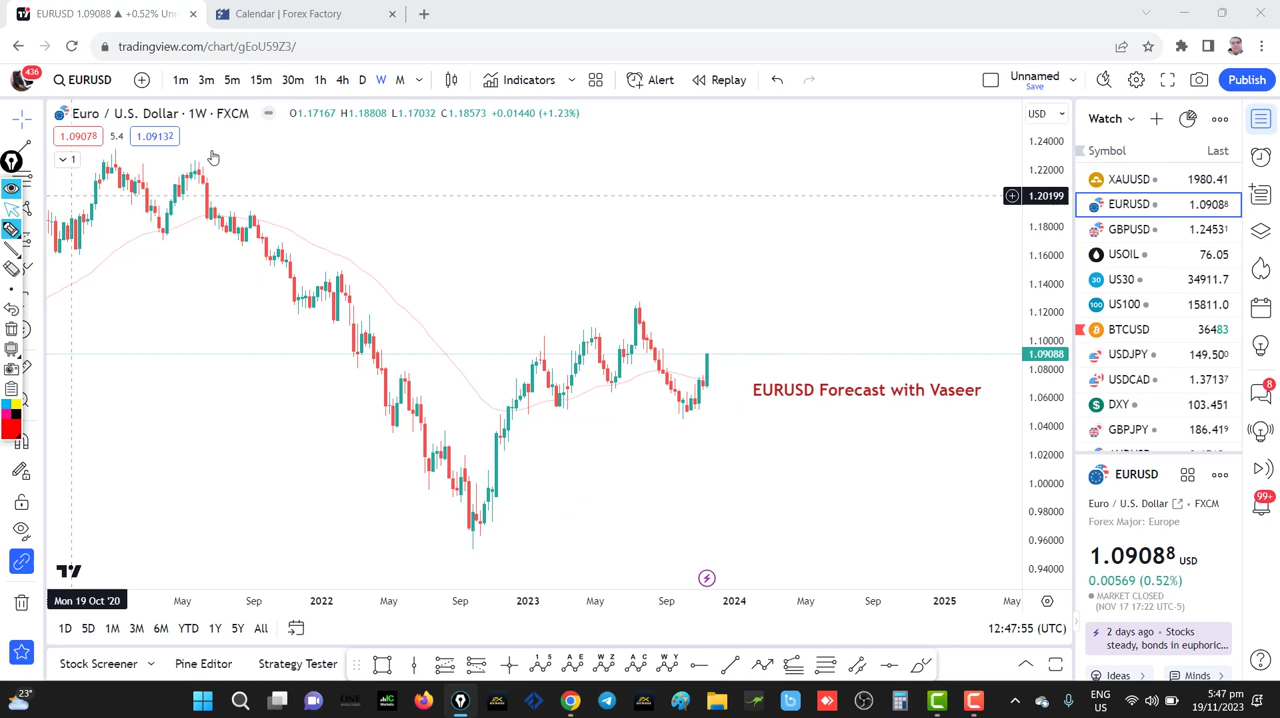 EURUSD 1.09088 ▲ +0.52% Un
Calendar | Forex Factory
tradingview.com/chart/gEoU59Z3/
436
EURUSD
1m 3m 5m 15m 30m 1h 4h D W M
Indicators
Alert
Replay
Unnamed
Save
Publish
Euro / U.S. Dollar · 1W · FXCM
O1.17167 H1.18808 L1.17032 C1.18573 +0.01440 (+1.23%)
1.09078 5.4 1.09132
1
USD
1.24000
1.22000
1.20199
1.18000
1.16000
1.14000
1.12000
1.10000
1.09088
1.08000
1.06000
1.04000
1.02000
1.00000
0.98000
0.96000
0.94000
EURUSD Forecast with Vaseer
Mon 19 Oct '20 May Sep 2022 May Sep 2023 May Sep 2024 May Sep 2025 May
1D 5D 1M 3M 6M YTD 1Y 5Y All
12:47:55 (UTC)
Stock Screener
Pine Editor
Strategy Tester
1 5
A E
W Z
A C
W Y
Watch
Symbol Last
XAUUSD 1980.41
EURUSD 1.09088
GBPUSD 1.24531
USOIL 76.05
US30 34911.7
US100 15811.0
BTCUSD 36483
USDJPY 149.500
USDCAD 1.37137
DXY 103.451
GBPJPY 186.419
EURUSD
Euro / U.S. Dollar · FXCM
Forex Major: Europe
1.09088 USD
0.00569 (0.52%)
MARKET CLOSED
(NOV 17 17:22 UTC-5)
2 days ago · Stocks
steady, bonds in euphoric...
Ideas
Minds
8
99+
23°
ENG
US
5:47 pm
19/11/2023